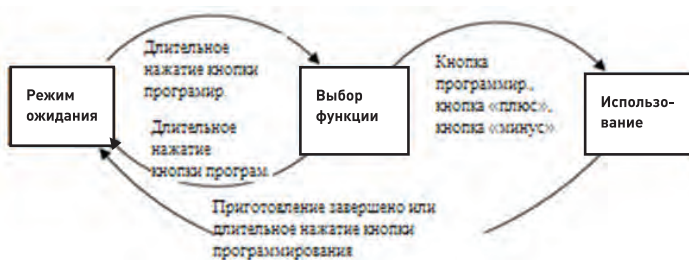 Длительное
нажатие кнопки
програмир.
Режим
ожидания
Длительное
нажатие
кнопки програм
Выбор
функции
Кнопка
программир.,
кнопка «плюс»,
кнопка «минус»
Использо-
вание
Приготовление завершено или
длительное нажатие кнопки
программирования